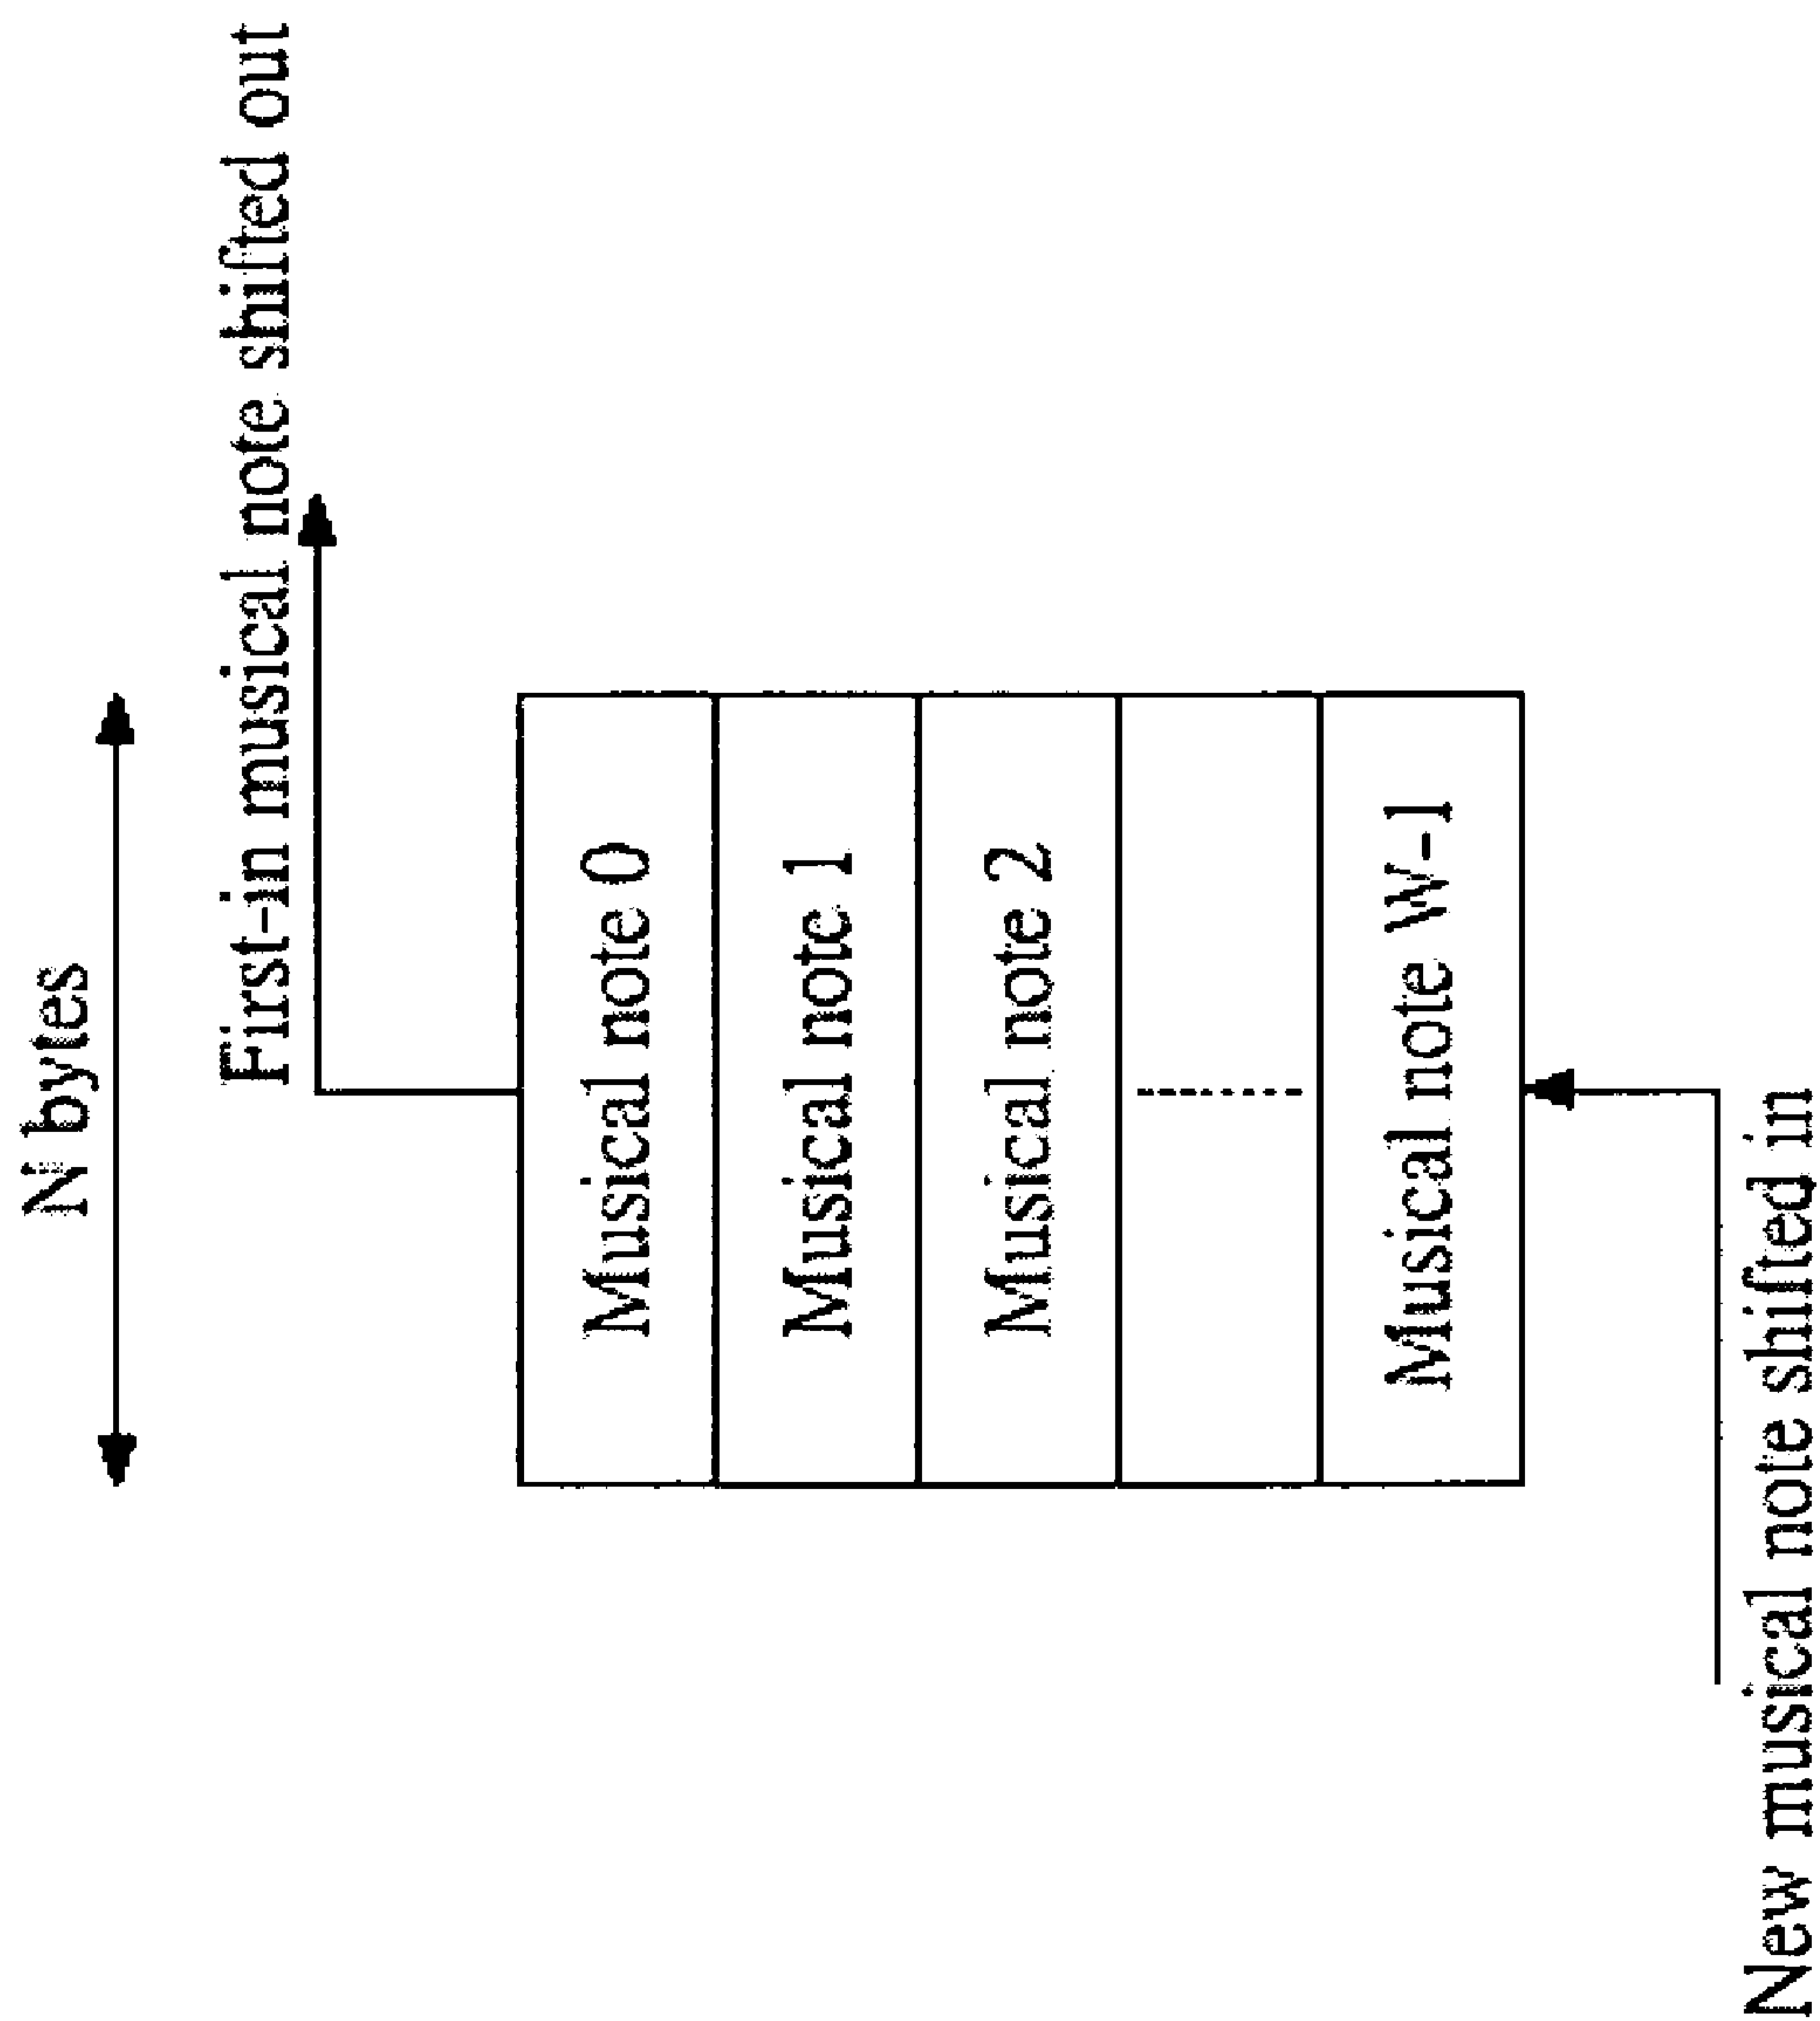 N bytes
First-in musical note shifted out
Musical note 0
Musical note 1
Musical note 2
Musical note W-1
New musical note shifted in